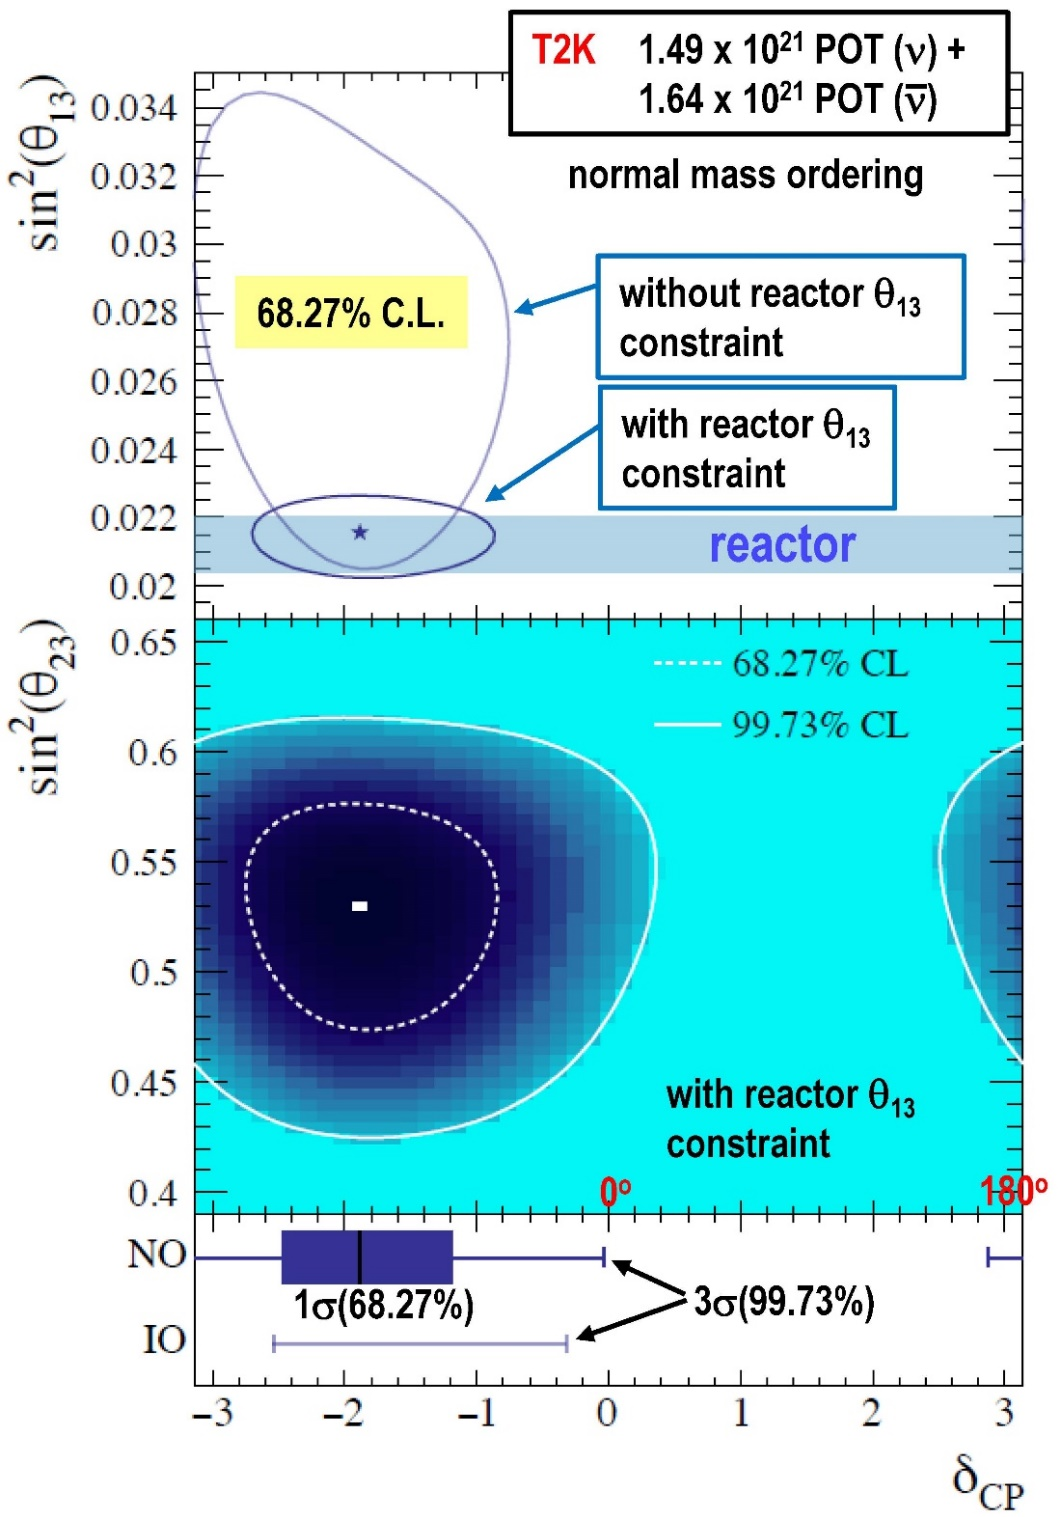 T2K 1.49 x 10²¹ POT (ν) +
1.64 x 10²¹ POT (ν̅)
normal mass ordering
sin²(θ₁₃)
0.034
0.032
0.03
0.028
0.026
0.024
0.022
0.02
68.27% C.L.
without reactor θ₁₃
constraint
with reactor θ₁₃
constraint
reactor
sin²(θ₂₃)
0.65
0.6
0.55
0.5
0.45
0.4
68.27% CL
99.73% CL
with reactor θ₁₃
constraint
0° 180°
NO
1σ(68.27%) 3σ(99.73%)
IO
−3 −2 −1 0 1 2 3
δ_CP